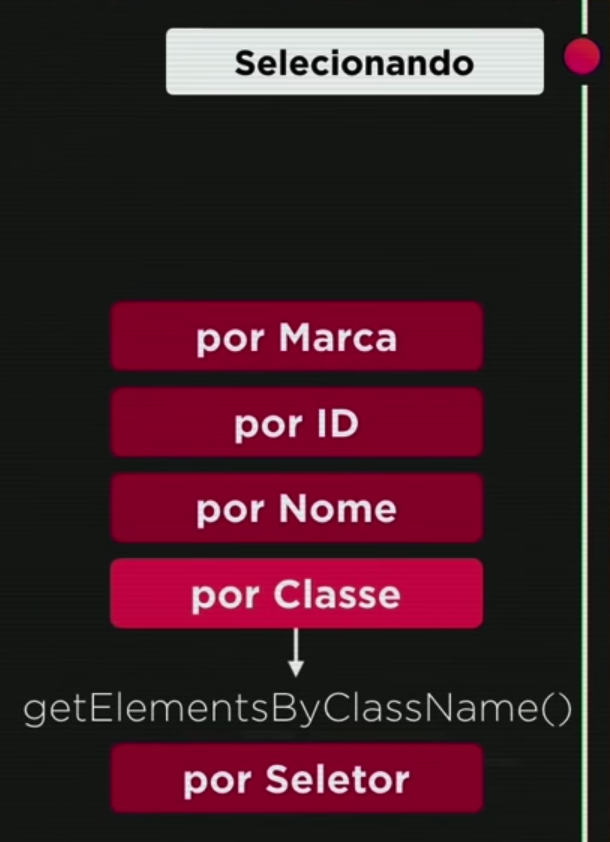 Selecionando
por Marca
por ID
por Nome
por Classe
getElementsByClassName()
por Seletor